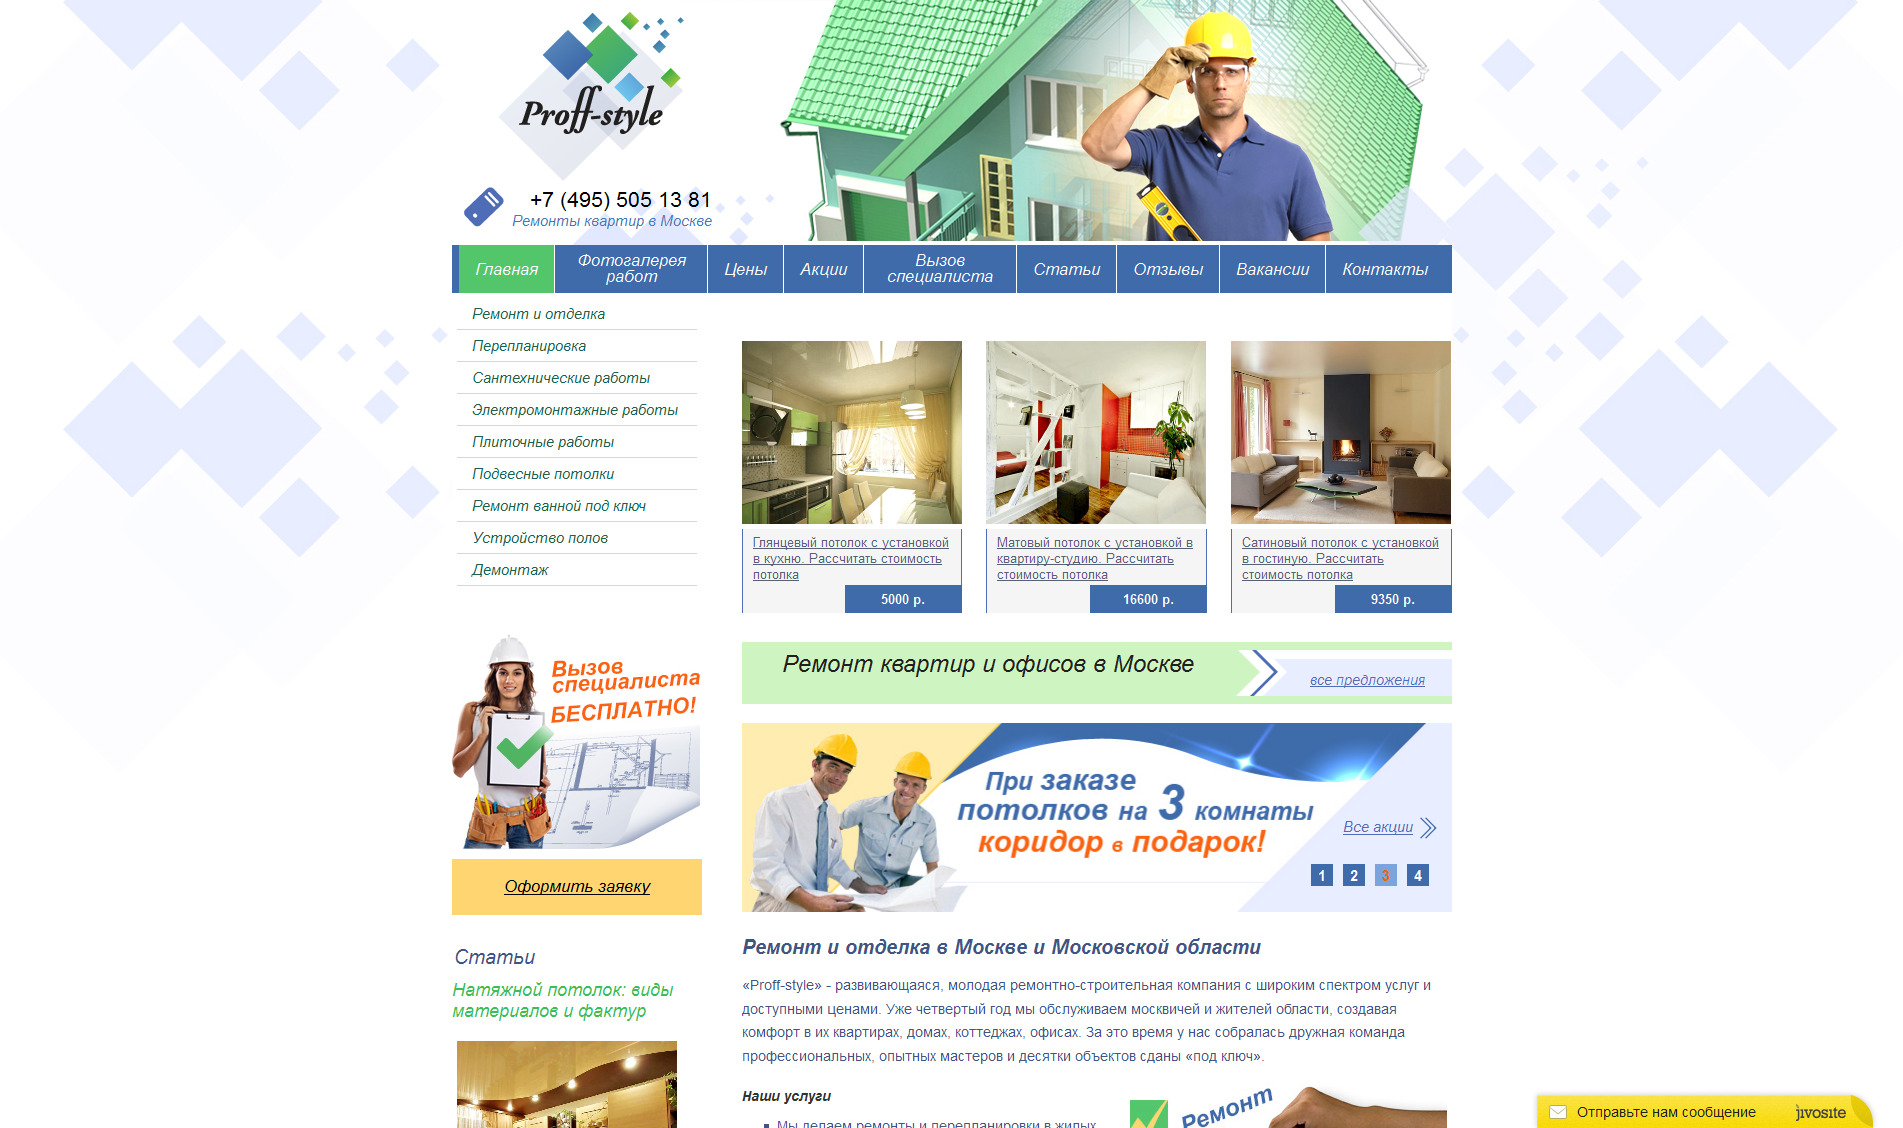 Proff-style
+7 (495) 505 13 81
Ремонты квартир в Москве
Главная
Фотогалерея
работ
Цены
Акции
Вызов
специалиста
Статьи
Отзывы
Вакансии
Контакты
Ремонт и отделка
Перепланировка
Сантехнические работы
Электромонтажные работы
Плиточные работы
Подвесные потолки
Ремонт ванной под ключ
Устройство полов
Демонтаж
Глянцевый потолок с установкой
в кухню. Рассчитать стоимость
потолка
5000 р.
Матовый потолок с установкой в
квартиру-студию. Рассчитать
стоимость потолка
16600 р.
Сатиновый потолок с установкой
в гостиную. Рассчитать
стоимость потолка
9350 р.
Вызов
специалиста
БЕСПЛАТНО!
Оформить заявку
Ремонт квартир и офисов в Москве
все предложения
При заказе
потолков на 3 комнаты
коридор в подарок!
Все акции
1 2 3 4
Статьи
Натяжной потолок: виды
материалов и фактур
Ремонт и отделка в Москве и Московской области
«Proff-style» - развивающаяся, молодая ремонтно-строительная компания с широким спектром услуг и
доступными ценами. Уже четвертый год мы обслуживаем москвичей и жителей области, создавая
комфорт в их квартирах, домах, коттеджах, офисах. За это время у нас собралась дружная команда
профессиональных, опытных мастеров и десятки объектов сданы «под ключ».
Наши услуги
Мы делаем ремонты и перепланировки в жилых
Ремонт
Отправьте нам сообщение
jivosite